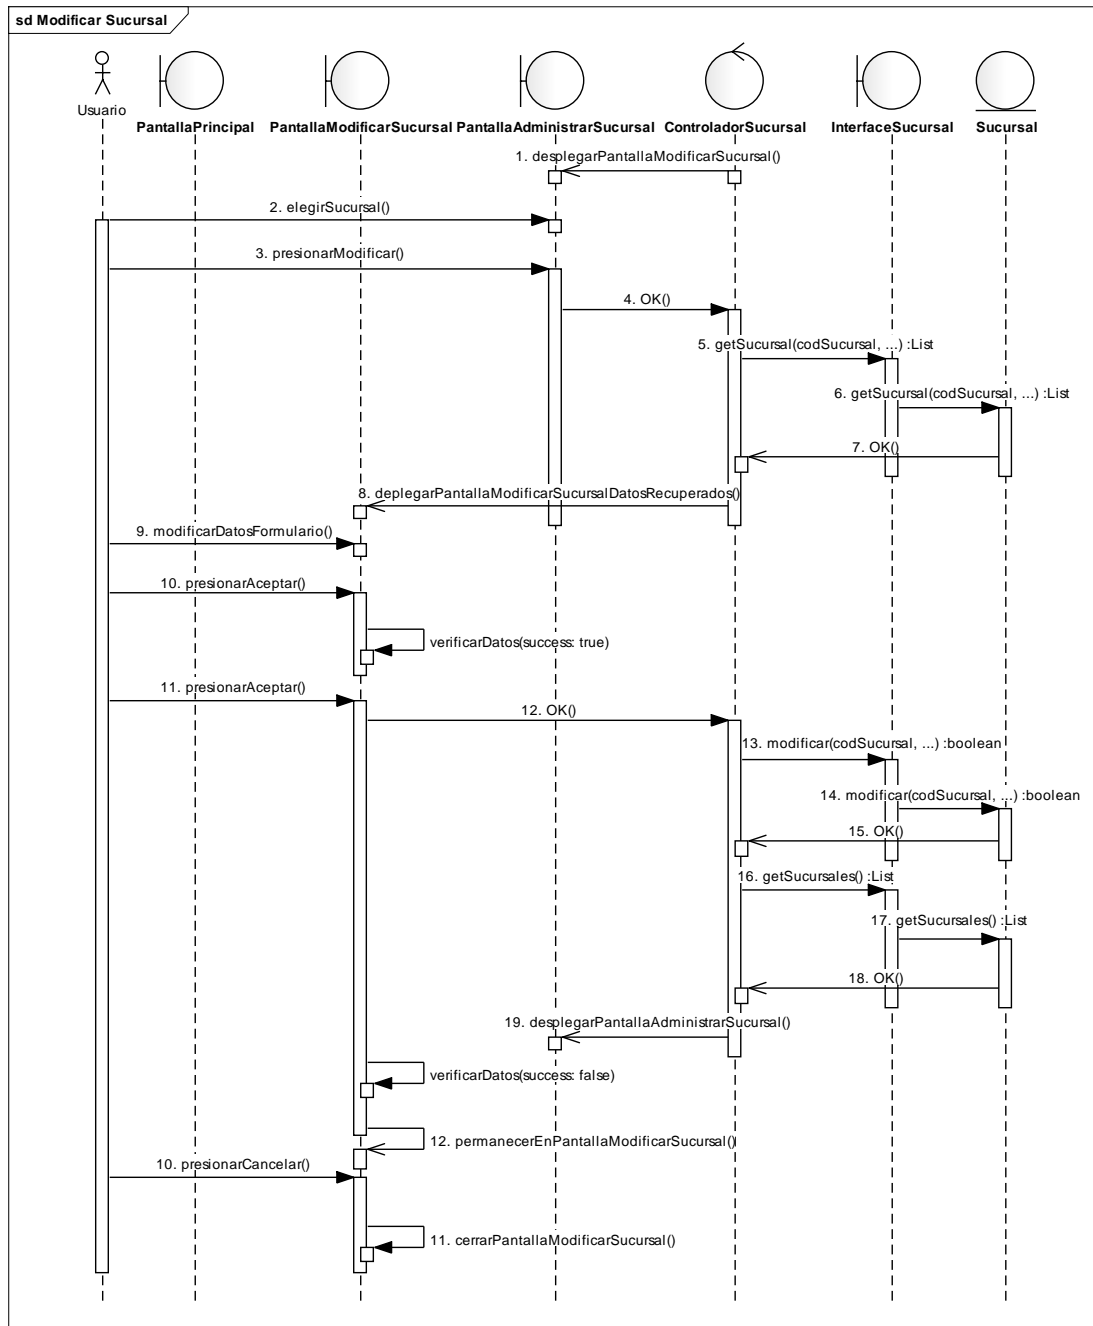 sd Modificar Sucursal
Usuario
PantallaPrincipal
PantallaModificarSucursal
PantallaAdministrarSucursal
ControladorSucursal
InterfaceSucursal
Sucursal
1. desplegarPantallaModificarSucursal()
2. elegirSucursal()
3. presionarModificar()
4. OK()
5. getSucursal(codSucursal, ...) :List
6. getSucursal(codSucursal, ...) :List
7. OK()
8. deplegarPantallaModificarSucursalDatosRecuperados()
9. modificarDatosFormulario()
10. presionarAceptar()
verificarDatos(success: true)
11. presionarAceptar()
12. OK()
13. modificar(codSucursal, ...) :boolean
14. modificar(codSucursal, ...) :boolean
15. OK()
16. getSucursales() :List
17. getSucursales() :List
18. OK()
19. desplegarPantallaAdministrarSucursal()
verificarDatos(success: false)
12. permanecerEnPantallaModificarSucursal()
10. presionarCancelar()
11. cerrarPantallaModificarSucursal()